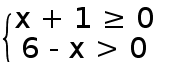 x + 1 ≥ 0
6 - x > 0